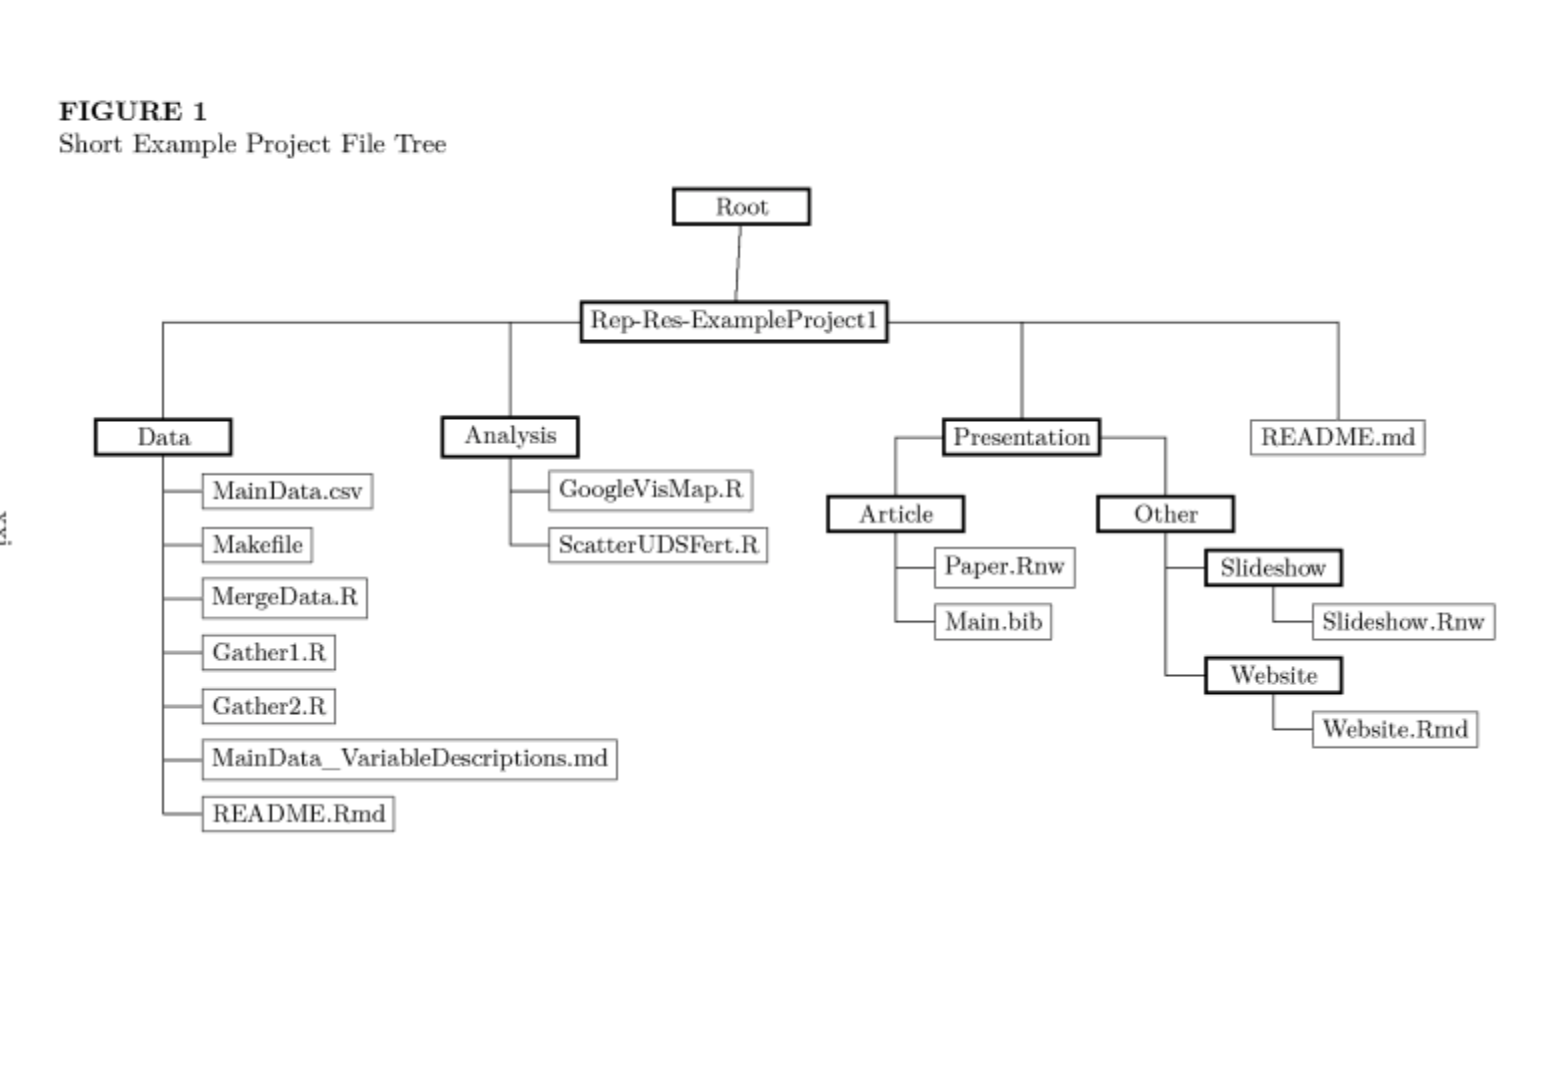 FIGURE 1
Short Example Project File Tree
Root
Rep-Res-ExampleProject1
Data
Analysis
Presentation
README.md
MainData.csv
Makefile
MergeData.R
Gather1.R
Gather2.R
MainData_VariableDescriptions.md
README.Rmd
GoogleVisMap.R
ScatterUDSFert.R
Article
Other
Paper.Rnw
Main.bib
Slideshow
Slideshow.Rnw
Website
Website.Rmd